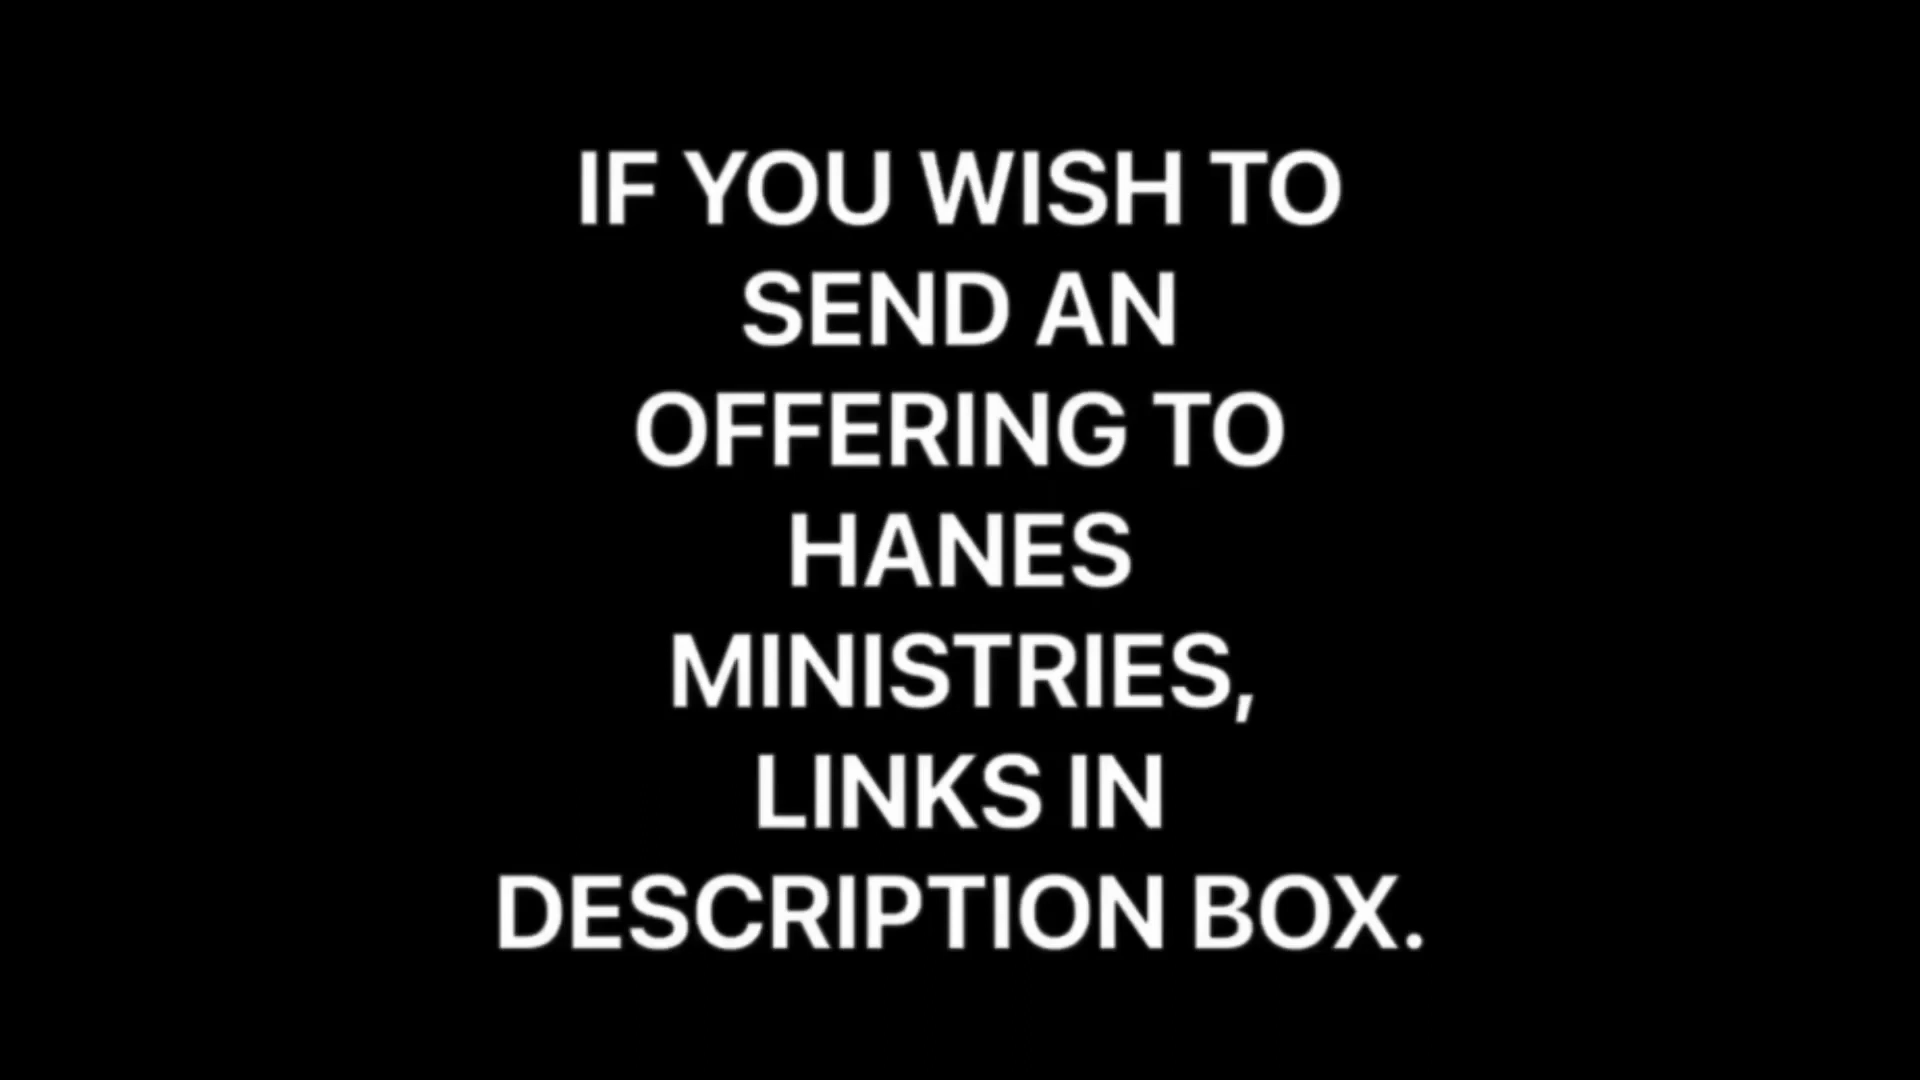 IF YOU WISH TO
SEND AN
OFFERING TO
HANES
MINISTRIES,
LINKS IN
DESCRIPTION BOX.